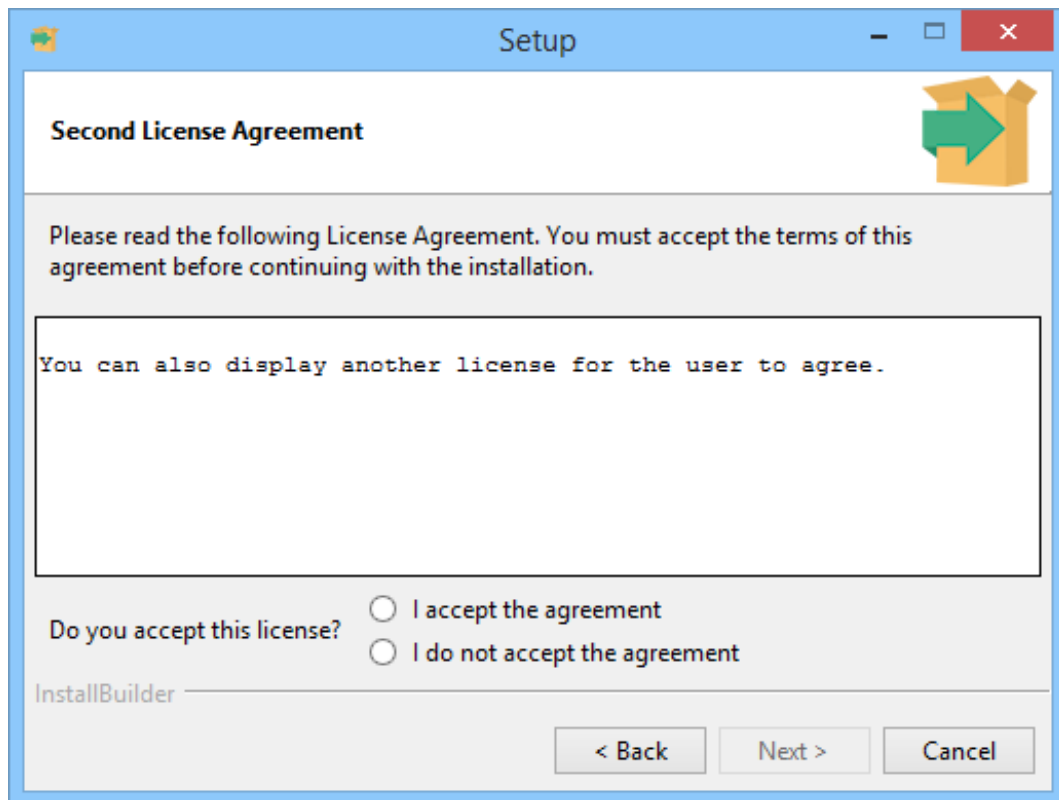 Setup
Second License Agreement
Please read the following License Agreement. You must accept the terms of this
agreement before continuing with the installation.
You can also display another license for the user to agree.
Do you accept this license?
I accept the agreement
I do not accept the agreement
InstallBuilder
< Back
Next >
Cancel